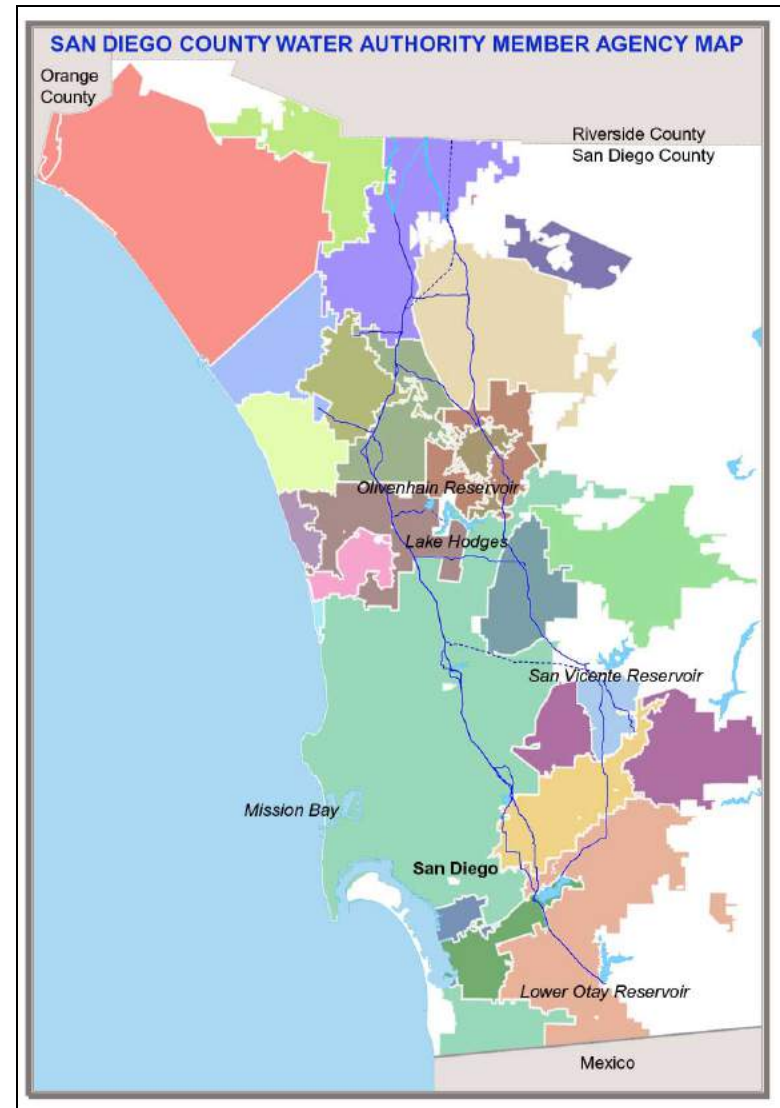 SAN DIEGO COUNTY WATER AUTHORITY MEMBER AGENCY MAP
Orange
County
Riverside County
San Diego County
Olivenhain Reservoir
Lake Hodges
San Vicente Reservoir
Mission Bay
San Diego
Lower Otay Reservoir
Mexico